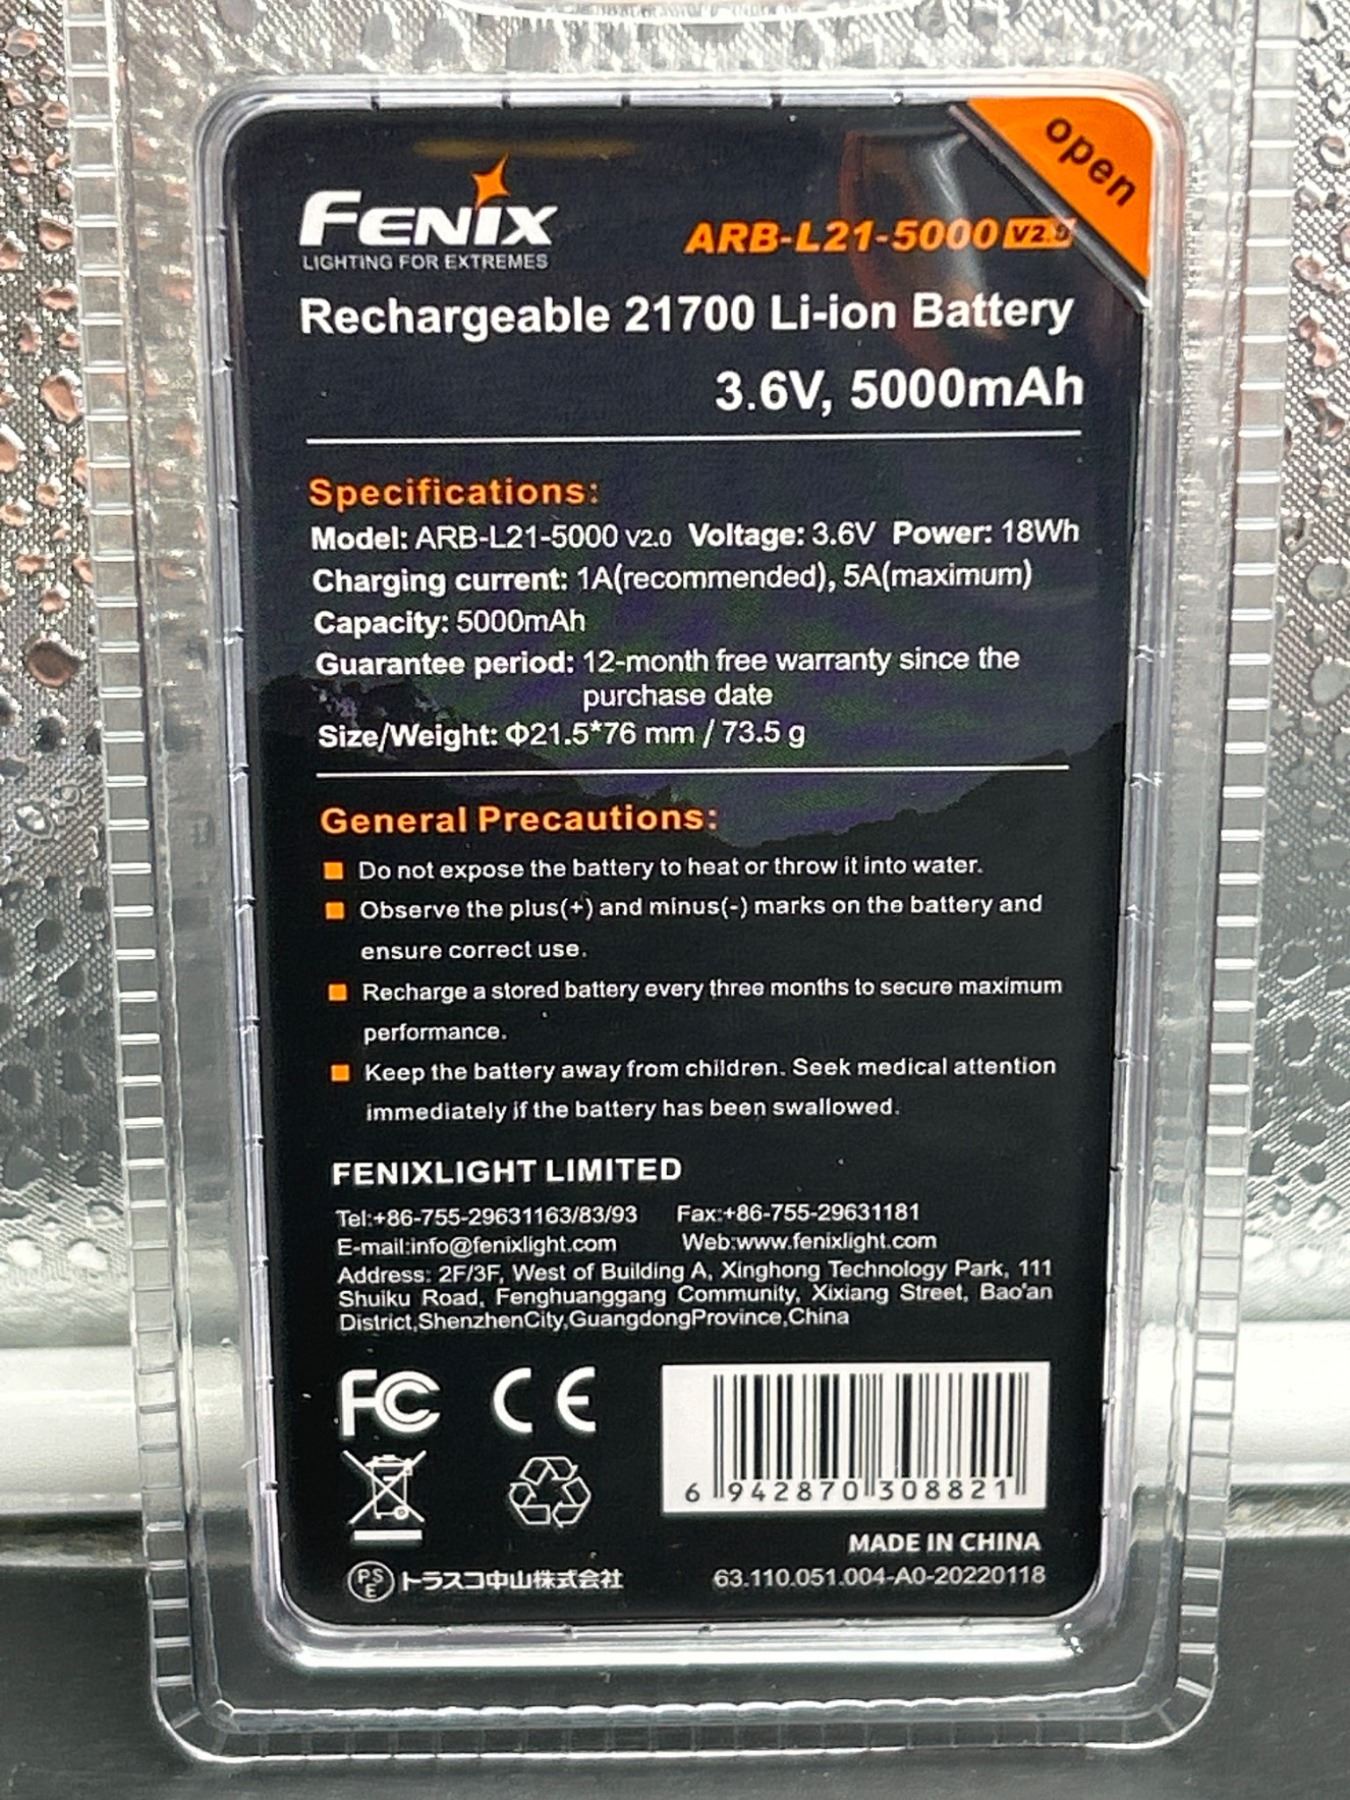 open
FENIX
LIGHTING FOR EXTREMES
ARB-L21-5000 V2.0
Rechargeable 21700 Li-ion Battery
3.6V, 5000mAh
Specifications:
Model: ARB-L21-5000 V2.0 Voltage: 3.6V Power: 18Wh
Charging current: 1A(recommended), 5A(maximum)
Capacity: 5000mAh
Guarantee period: 12-month free warranty since the
purchase date
Size/Weight: Φ21.5*76 mm / 73.5 g
General Precautions:
Do not expose the battery to heat or throw it into water.
Observe the plus(+) and minus(-) marks on the battery and
ensure correct use.
Recharge a stored battery every three months to secure maximum
performance.
Keep the battery away from children. Seek medical attention
immediately if the battery has been swallowed.
FENIXLIGHT LIMITED
Tel:+86-755-29631163/83/93 Fax:+86-755-29631181
E-mail:info@fenixlight.com Web:www.fenixlight.com
Address: 2F/3F, West of Building A, Xinghong Technology Park, 111
Shuiku Road, Fenghuanggang Community, Xixiang Street, Bao'an
District,ShenzhenCity,GuangdongProvince,China
FC CE
6 942870 308821
MADE IN CHINA
PSE トラスコ中山株式会社 63.110.051.004-A0-20220118